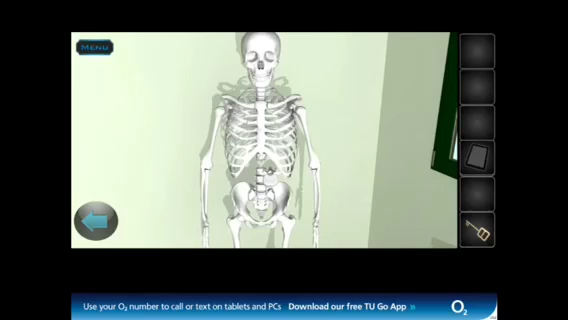 Menu
Use your O2 number to call or text on tablets and PCs Download our free TU Go App »
O2